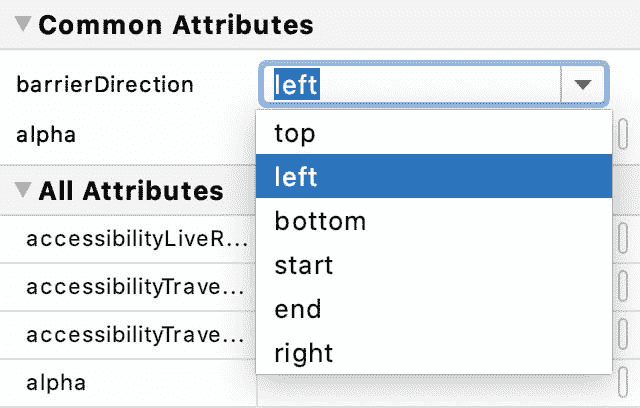 Common Attributes
barrierDirection left
alpha top
left
All Attributes
bottom
accessibilityLiveR...
start
accessibilityTrave...
end
accessibilityTrave...
right
alpha